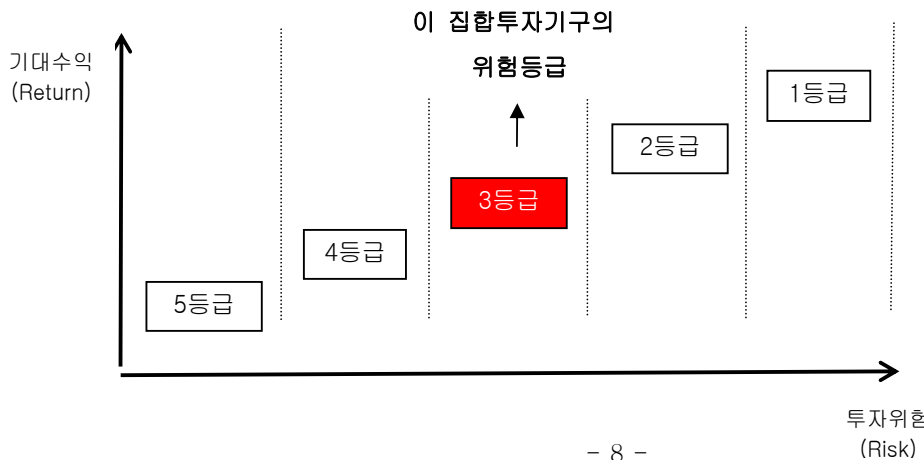 이 집합투자기구의
위험등급
기대수익
(Return)
1등급
2등급
3등급
4등급
5등급
투자위험
(Risk)
- 8 -